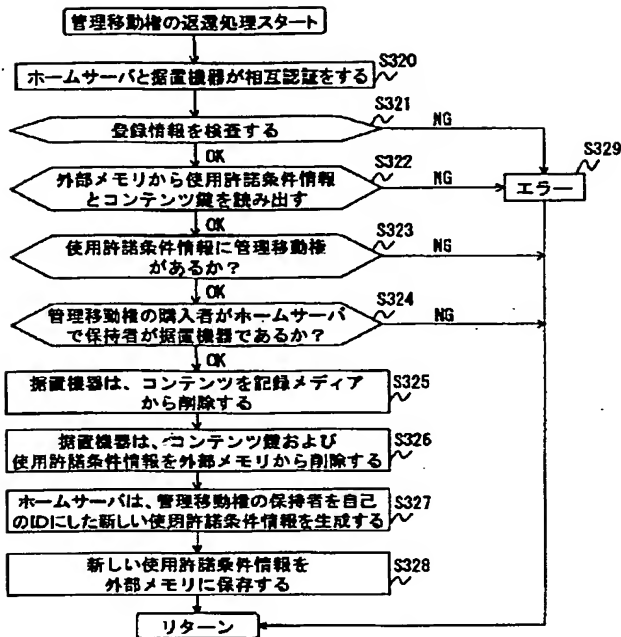 管理移動権の返還処理スタート
S320
ホームサーバと据置機器が相互認証をする
S321
登録情報を検査する
NG
OK
S322
S329
外部メモリから使用許諾条件情報
とコンテンツ鍵を読み出す
NG
エラー
OK
S323
使用許諾条件情報に管理移動権
があるか?
NG
OK
S324
管理移動権の購入者がホームサーバ
で保持者が据置機器であるか?
NG
OK
据置機器は、コンテンツを記録メディア
から削除する
S325
据置機器は、コンテンツ鍵および
使用許諾条件情報を外部メモリから削除する
S326
ホームサーバは、管理移動権の保持者を自己
のIDにした新しい使用許諾条件情報を生成する
S327
新しい使用許諾条件情報を
外部メモリに保存する
S328
リターン